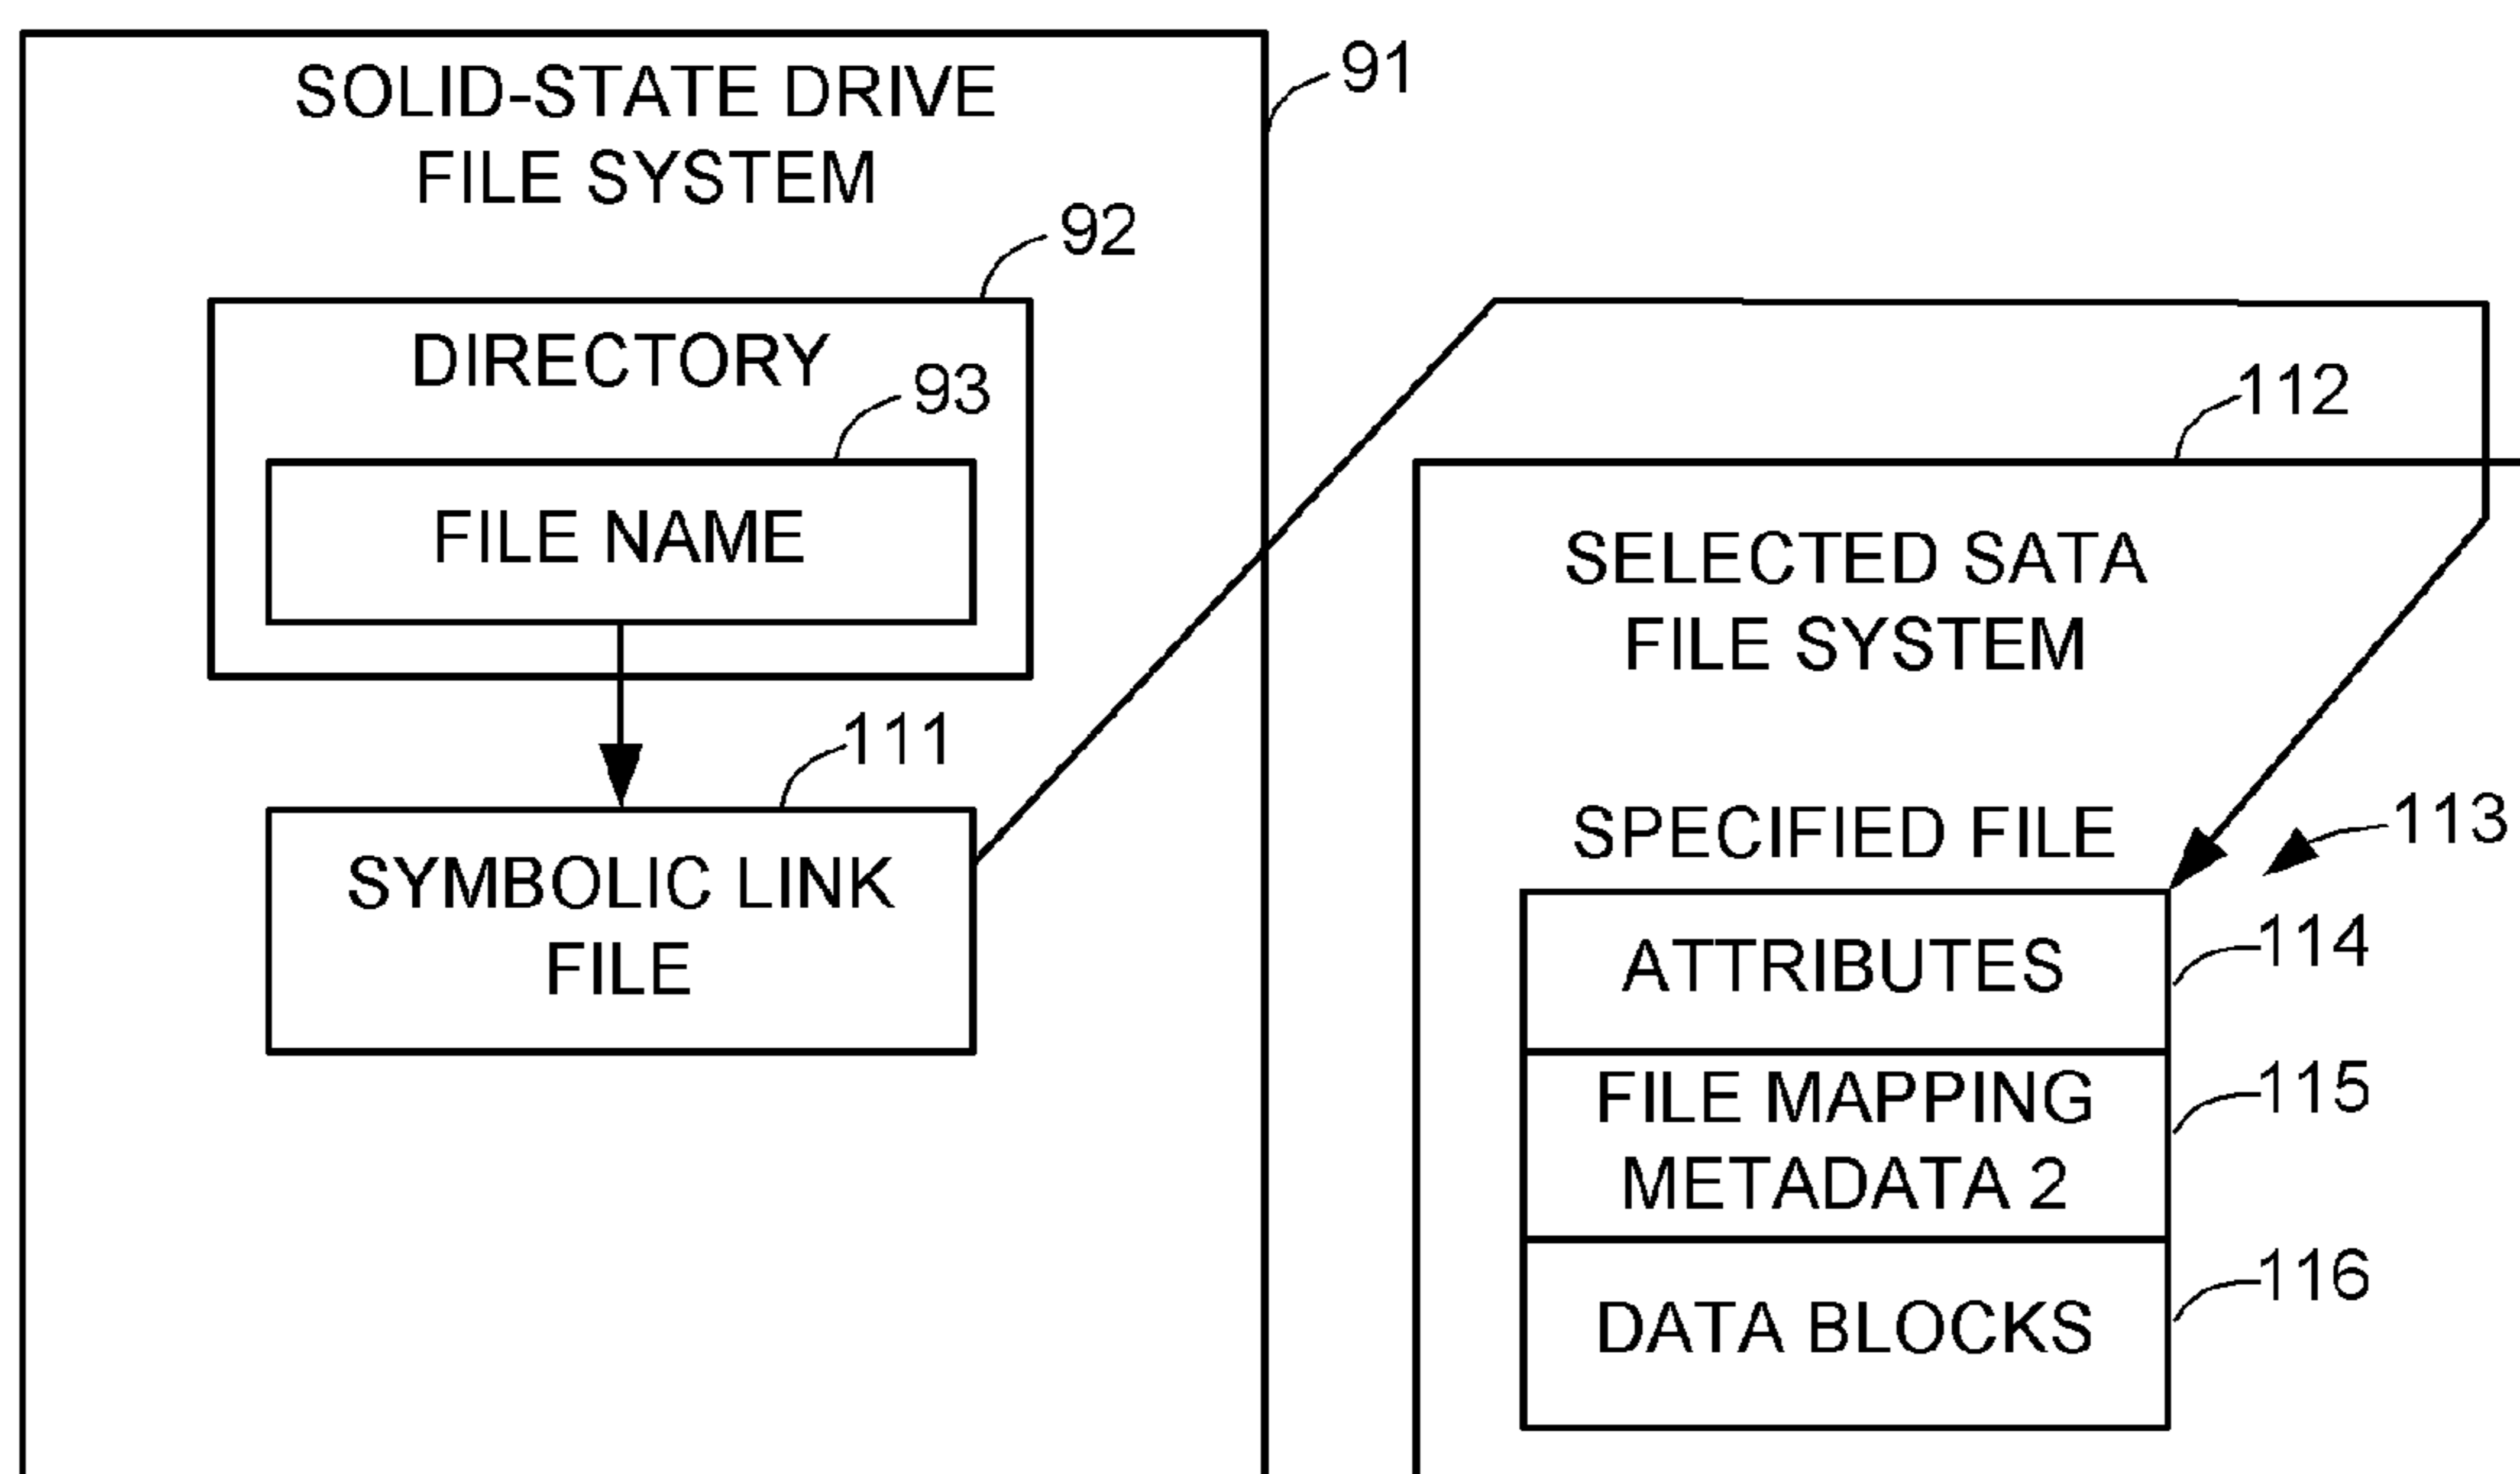 SOLID-STATE DRIVE
FILE SYSTEM
91
92
DIRECTORY
93
FILE NAME
111
SYMBOLIC LINK
FILE
112
SELECTED SATA
FILE SYSTEM
SPECIFIED FILE
113
ATTRIBUTES
114
FILE MAPPING
METADATA 2
115
DATA BLOCKS
116